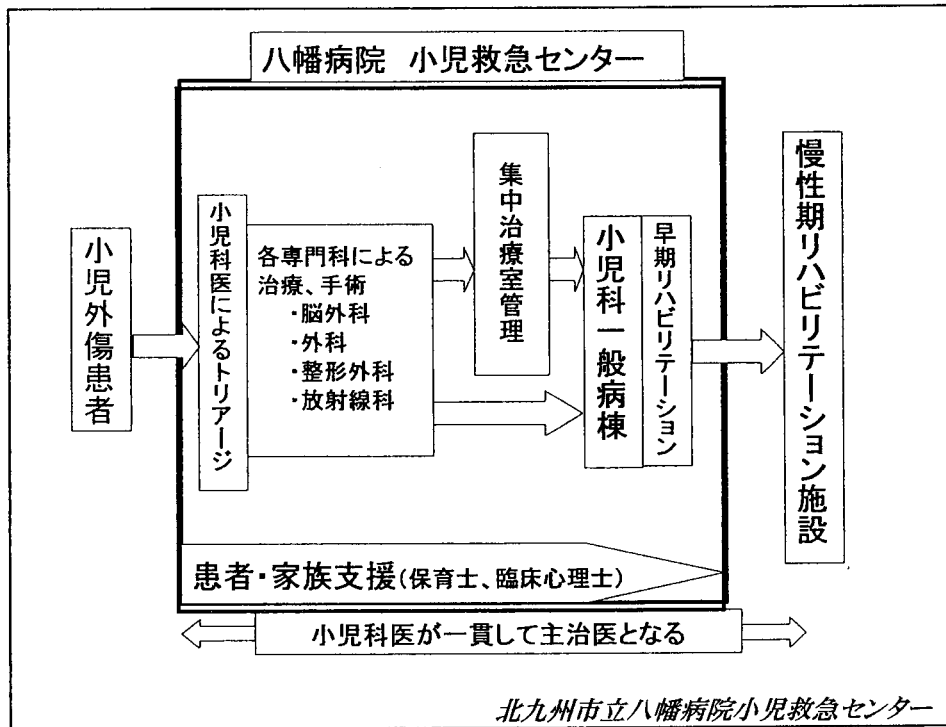 八幡病院 小児救急センター
小児外傷患者
小児科医によるトリアージ
各専門科による
治療、手術
・脳外科
・外科
・整形外科
・放射線科
集中治療室管理
小児科一般病棟
早期リハビリテーション
慢性期リハビリテーション施設
患者・家族支援(保育士、臨床心理士)
小児科医が一貫して主治医となる
北九州市立八幡病院小児救急センター